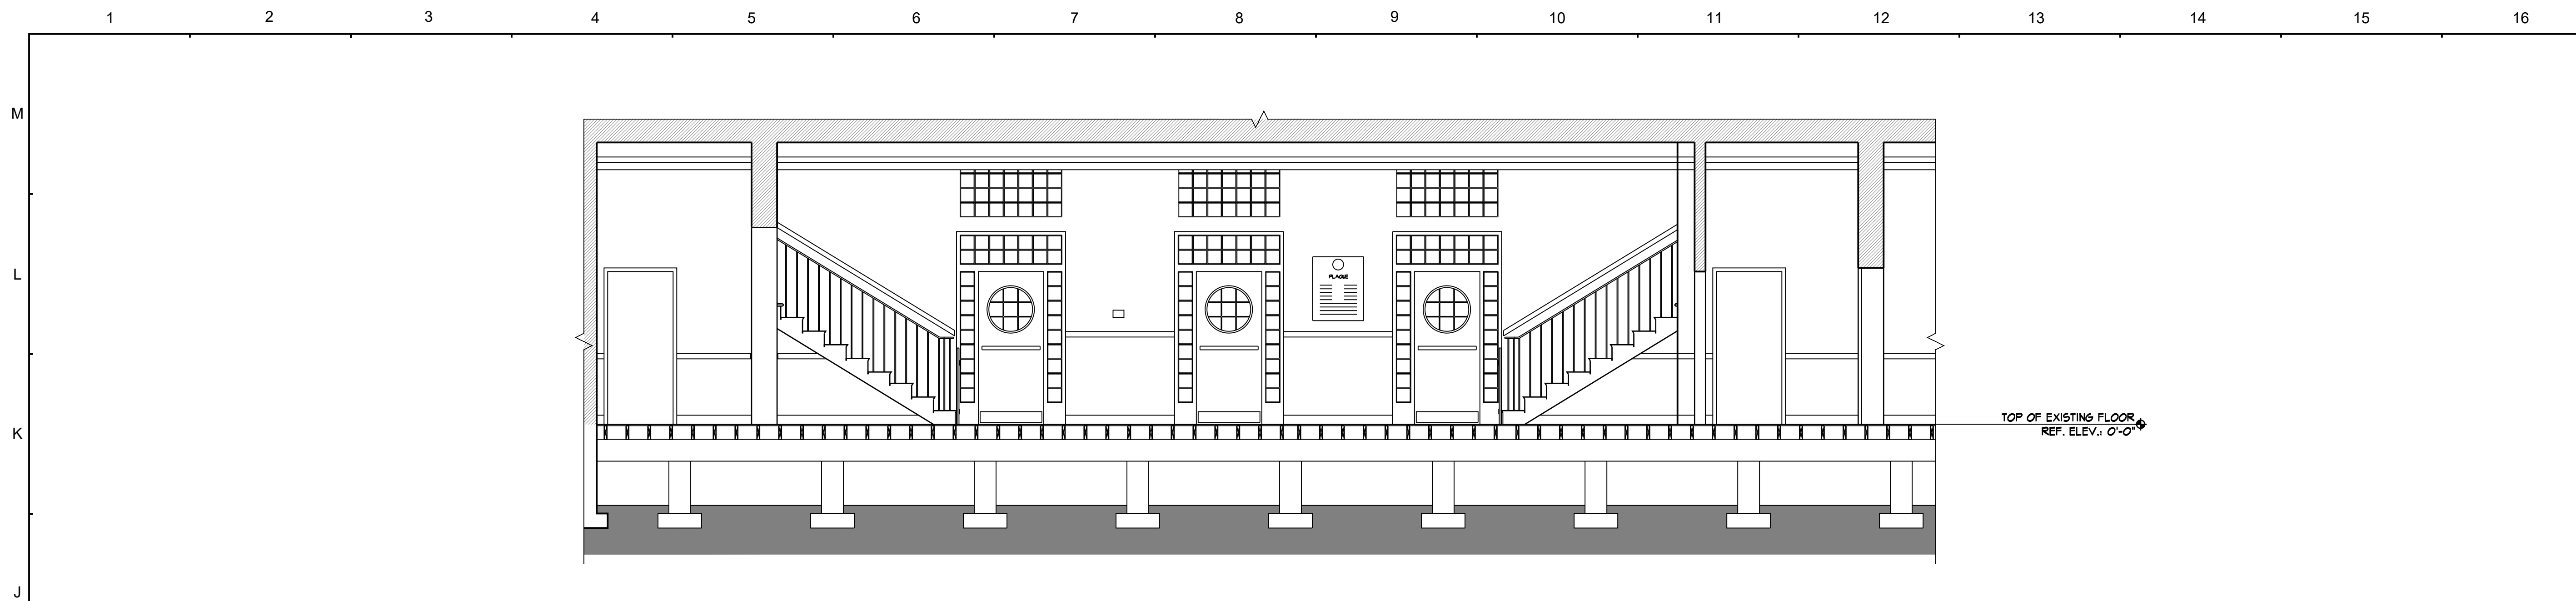 1 2 3 4 5 6 7 8 9 10 11 12 13 14 15 16
M
L
PLAQUE
K
TOP OF EXISTING FLOOR
REF. ELEV.: 0'-0"
J